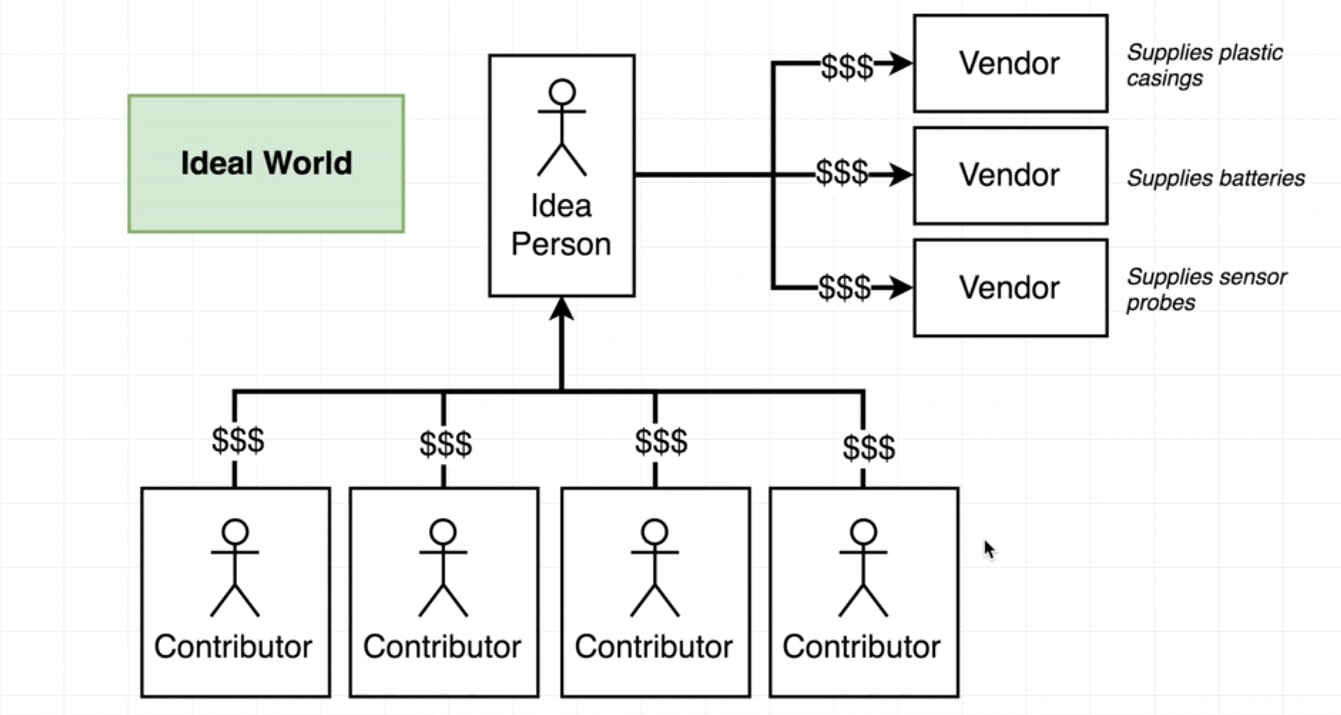 Ideal World
Idea
Person
$$$
Vendor
Supplies plastic
casings
$$$
Vendor
Supplies batteries
$$$
Vendor
Supplies sensor
probes
$$$
$$$
$$$
$$$
Contributor
Contributor
Contributor
Contributor